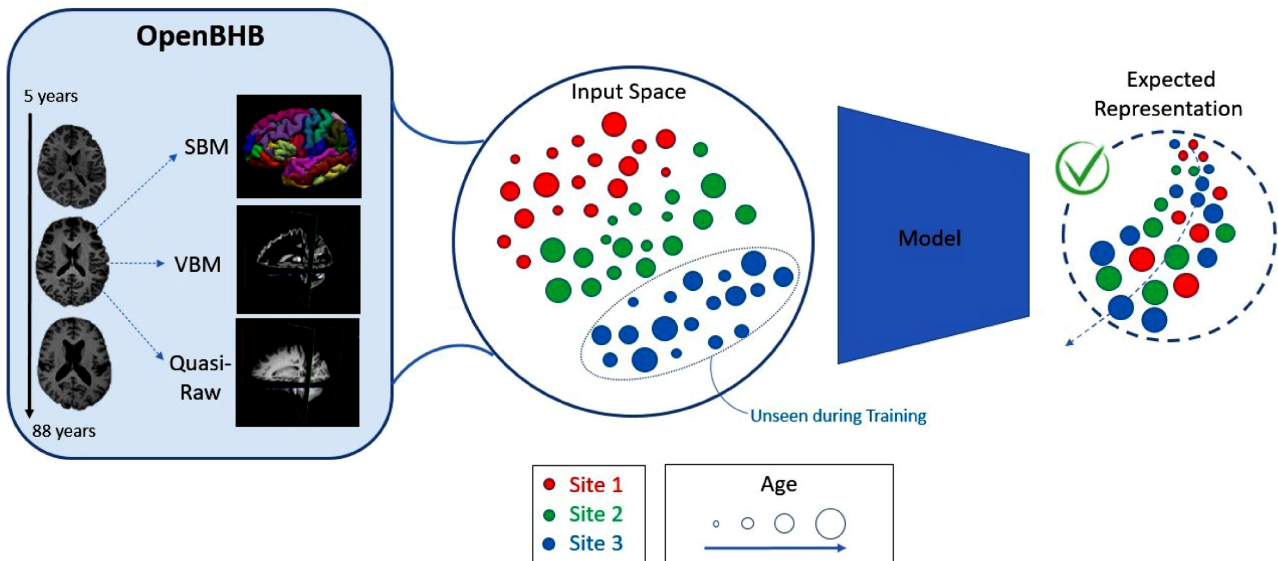 OpenBHB
5 years
SBM
VBM
Quasi-
Raw
88 years
Input Space
Unseen during Training
Model
Expected
Representation
Site 1
Site 2
Site 3
Age